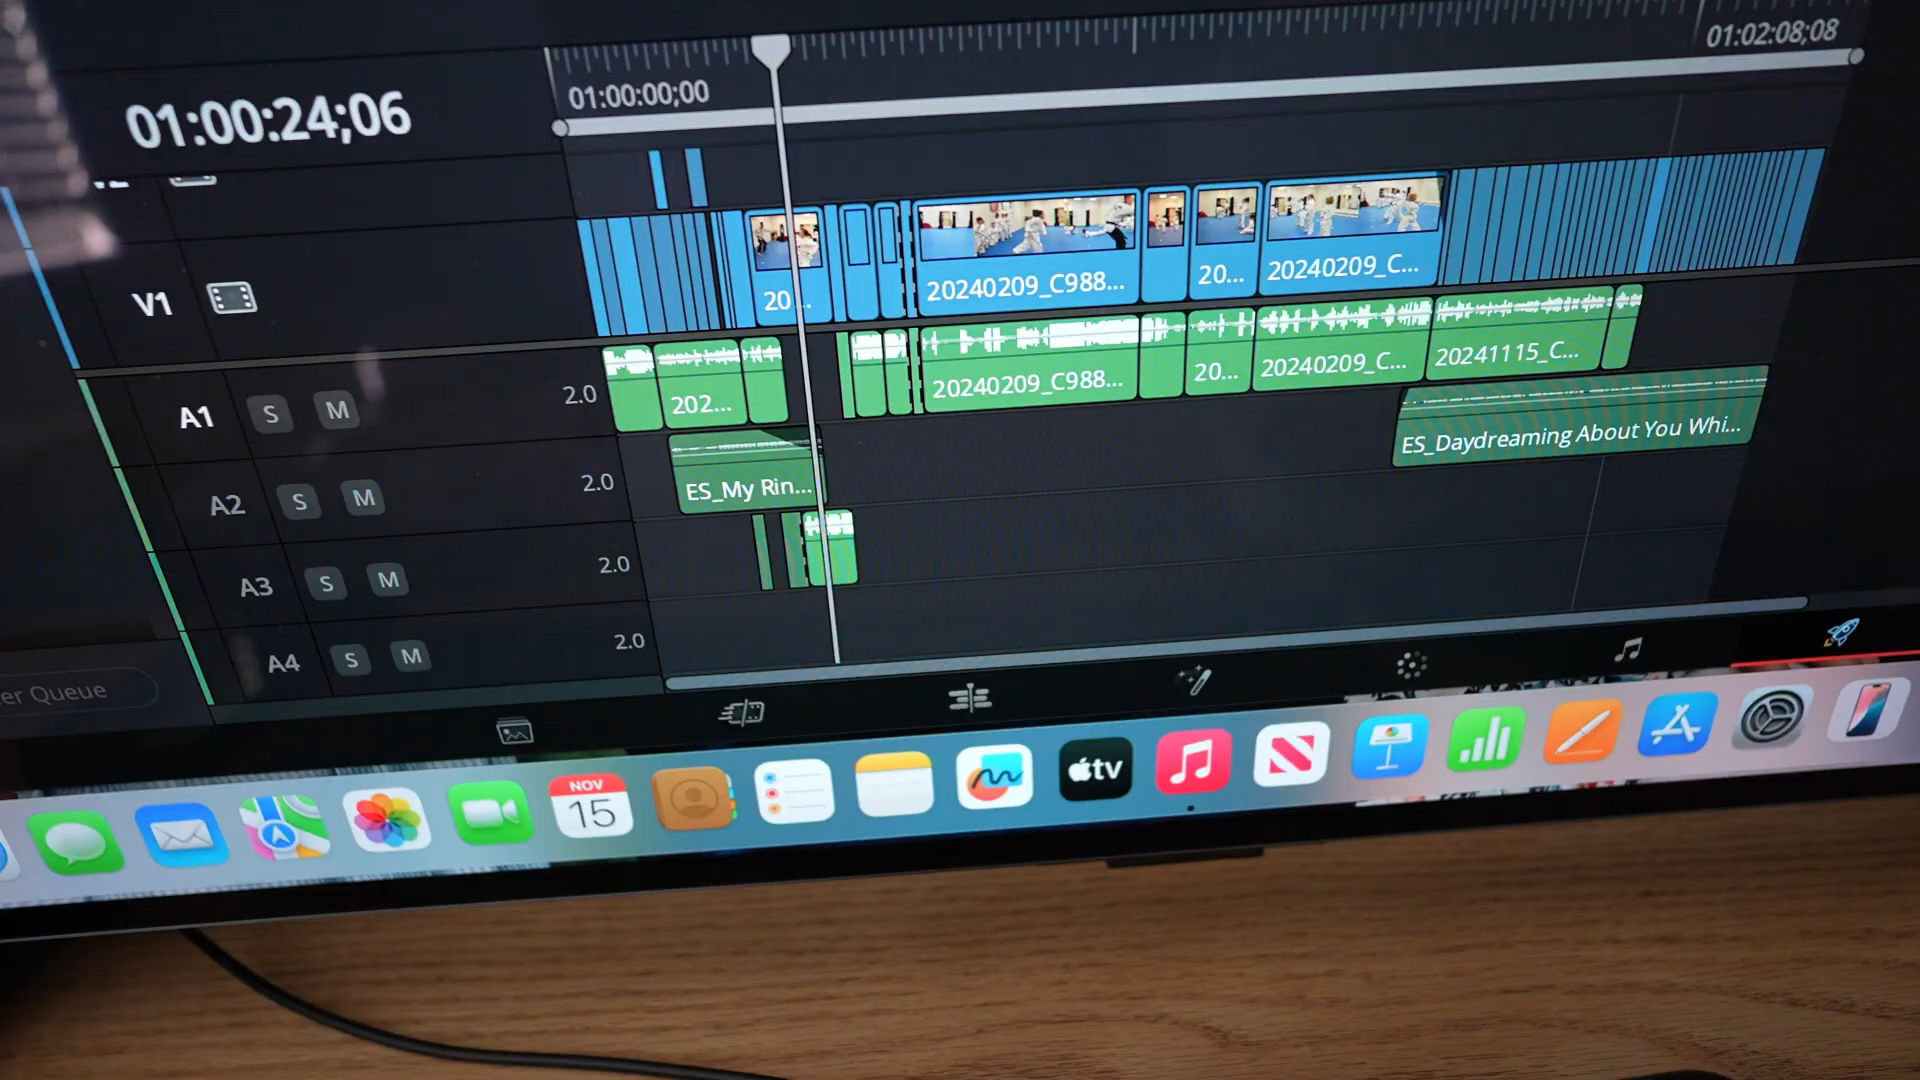 01:02:08;08
01:00:00;00
01:00:24;06
V1
20...
20240209_C988...
20...
20240209_C...
A1 S M 2.0
202...
20240209_C988...
20...
20240209_C...
20241115_C...
A2 S M 2.0
ES_My Rin...
ES_Daydreaming About You Whi...
A3 S M 2.0
A4 S M 2.0
er Queue
NOV
15
tv